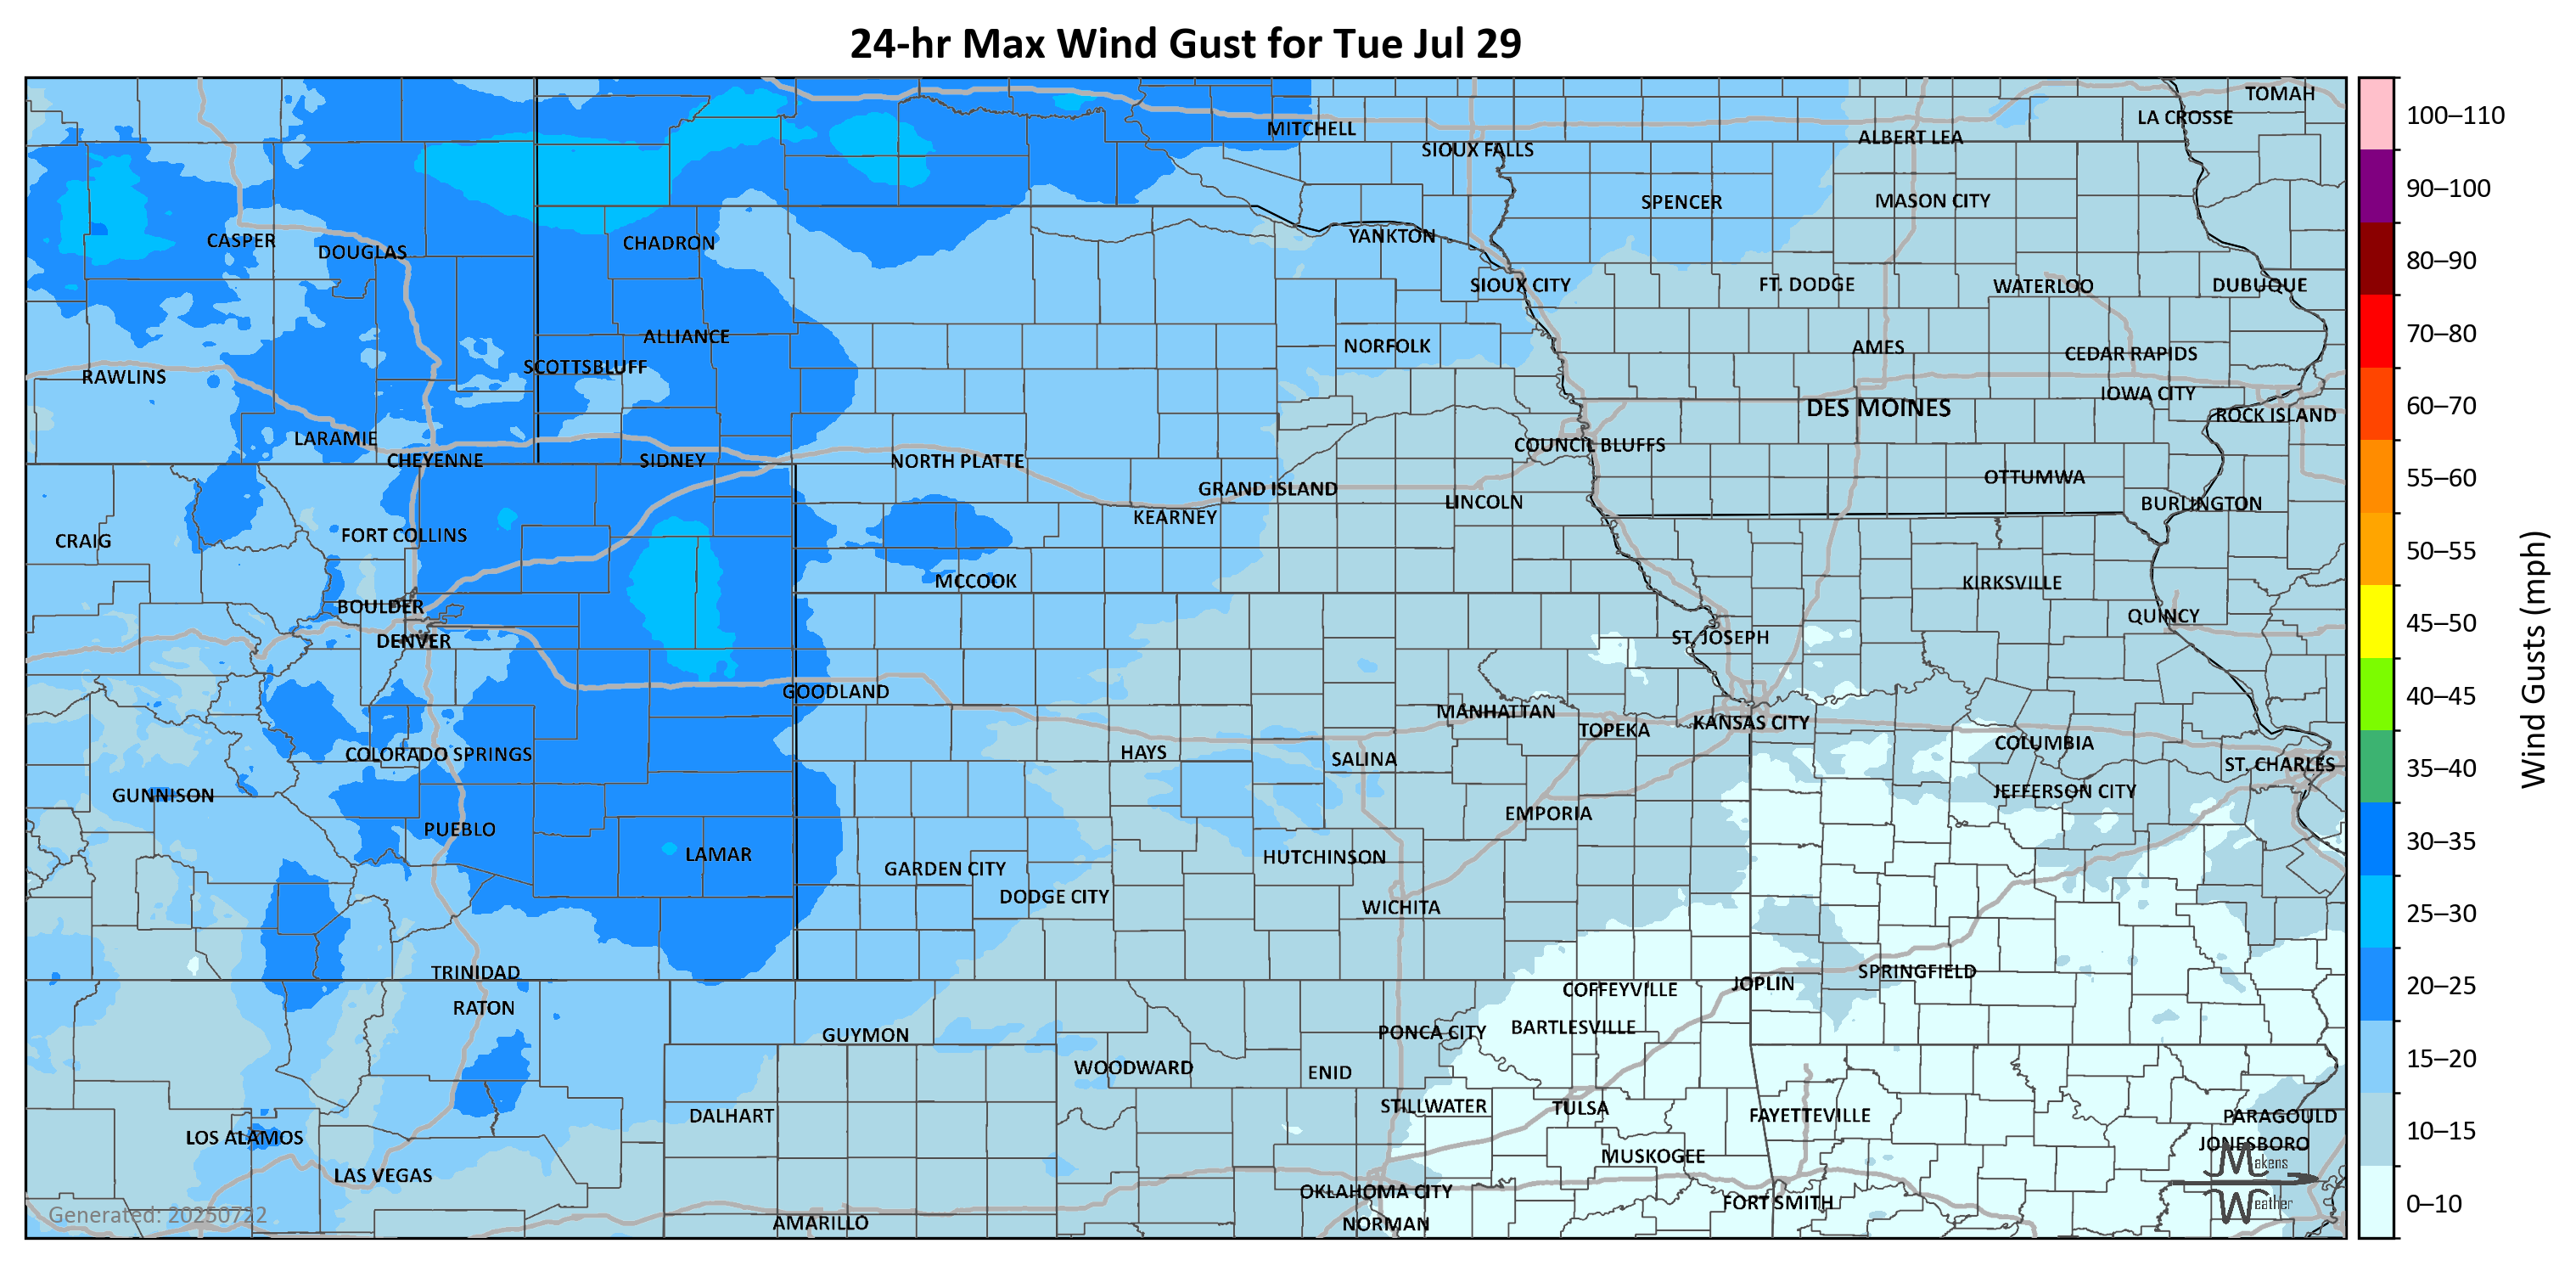 24-hr Max Wind Gust for Tue Jul 29
TOMAH
LA CROSSE
MITCHELL
ALBERT LEA
SIOUX FALLS
SPENCER
MASON CITY
CASPER
DOUGLAS
CHADRON
YANKTON
SIOUX CITY
FT. DODGE
WATERLOO
DUBUQUE
ALLIANCE
NORFOLK
AMES
CEDAR RAPIDS
SCOTTSBLUFF
RAWLINS
IOWA CITY
DES MOINES
ROCK ISLAND
LARAMIE
COUNCIL BLUFFS
CHEYENNE
SIDNEY
NORTH PLATTE
OTTUMWA
GRAND ISLAND
LINCOLN
BURLINGTON
KEARNEY
FORT COLLINS
CRAIG
MCCOOK
KIRKSVILLE
BOULDER
QUINCY
DENVER
ST. JOSEPH
GOODLAND
MANHATTAN
TOPEKA
KANSAS CITY
COLUMBIA
COLORADO SPRINGS
HAYS
SALINA
ST. CHARLES
GUNNISON
JEFFERSON CITY
EMPORIA
PUEBLO
LAMAR
HUTCHINSON
GARDEN CITY
DODGE CITY
WICHITA
TRINIDAD
SPRINGFIELD
JOPLIN
COFFEYVILLE
RATON
GUYMON
PONCA CITY
BARTLESVILLE
WOODWARD
ENID
STILLWATER
TULSA
DALHART
FAYETTEVILLE
PARAGOULD
LOS ALAMOS
JONESBORO
MUSKOGEE
LAS VEGAS
OKLAHOMA CITY
FORT SMITH
AMARILLO
NORMAN
Generated: 20250722
Makens
Weather
100–110
90–100
80–90
70–80
60–70
55–60
50–55
45–50
40–45
35–40
30–35
25–30
20–25
15–20
10–15
0–10
Wind Gusts (mph)